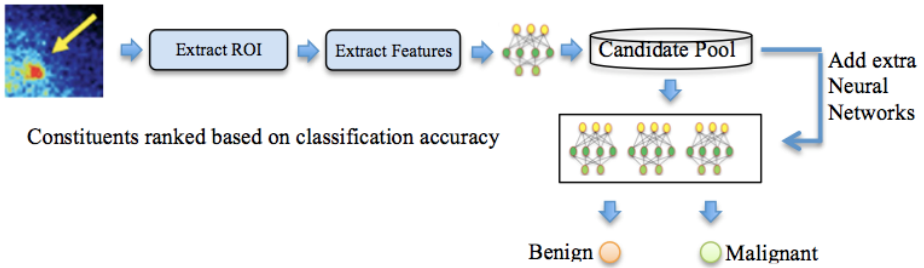 Extract ROI
Extract Features
Candidate Pool
Add extra
Neural
Networks
Constituents ranked based on classification accuracy
Benign
Malignant